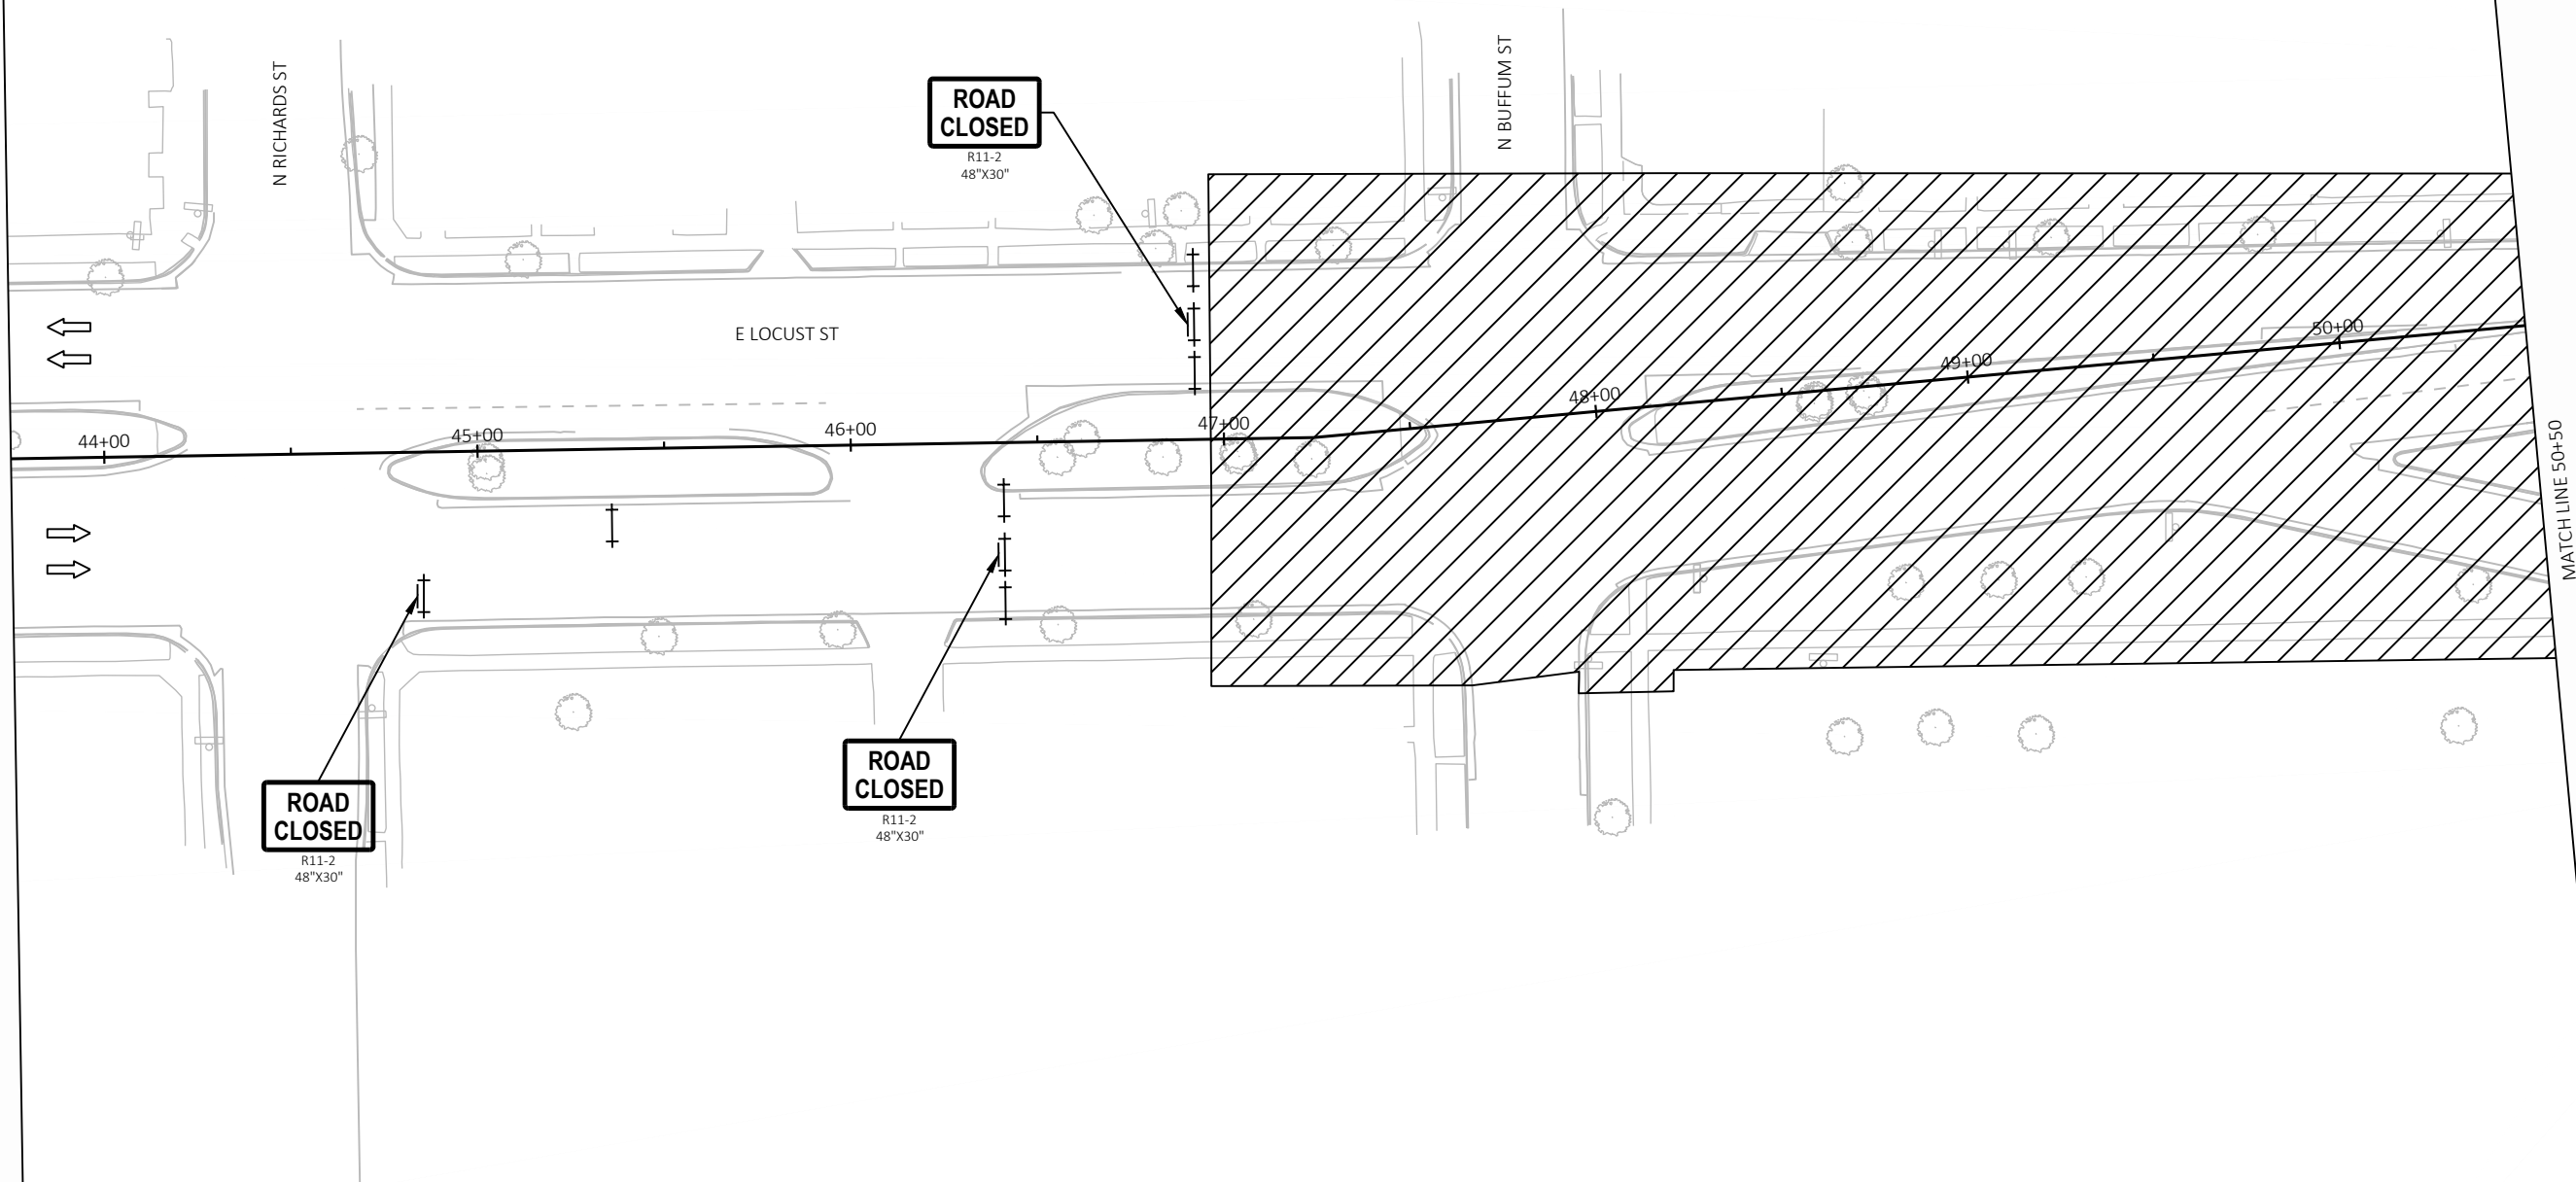 N RICHARDS ST
N BUFFUM ST
ROAD
CLOSED
R11-2
48"X30"
E LOCUST ST
44+00
45+00
46+00
47+00
48+00
49+00
50+00
MATCH LINE 50+50
ROAD
CLOSED
R11-2
48"X30"
ROAD
CLOSED
R11-2
48"X30"